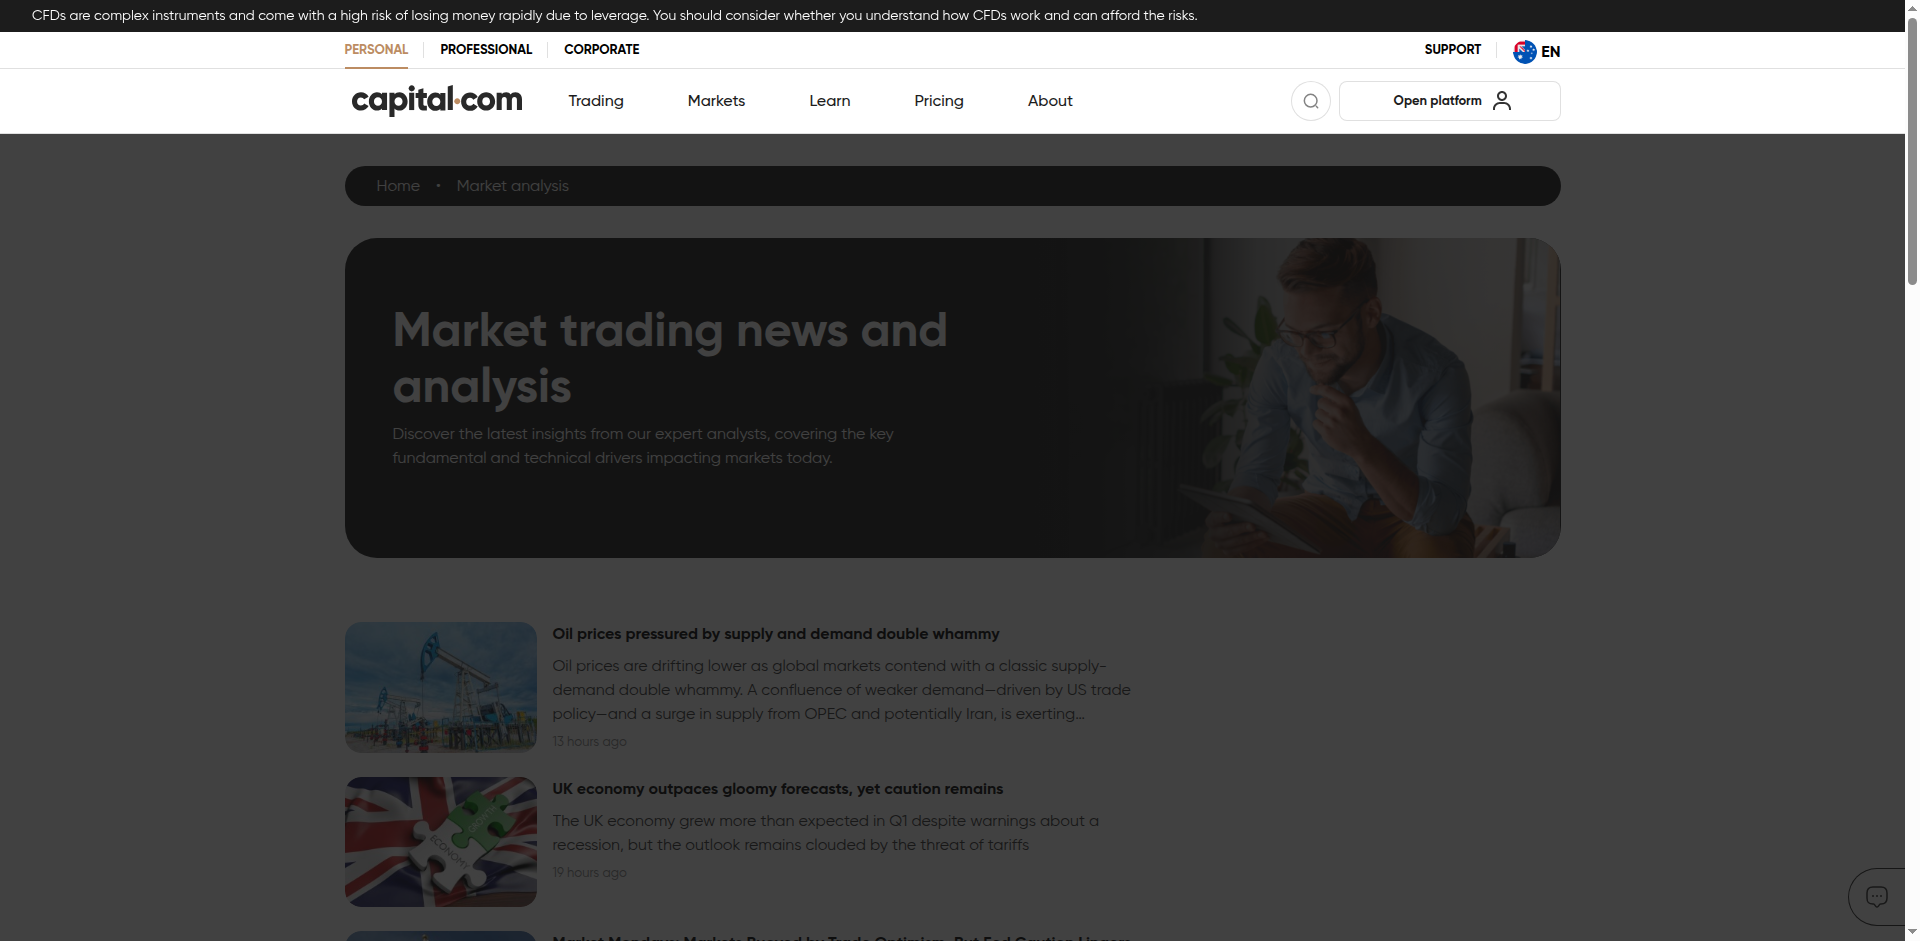 CFDs are complex instruments and come with a high risk of losing money rapidly due to leverage. You should consider whether you understand how CFDs work and can afford the risks.
PERSONAL
PROFESSIONAL
CORPORATE
SUPPORT
EN
capital.com
Trading
Markets
Learn
Pricing
About
Open platform
Home • Market analysis
Market trading news and
analysis
Discover the latest insights from our expert analysts, covering the key
fundamental and technical drivers impacting markets today.
Oil prices pressured by supply and demand double whammy
Oil prices are drifting lower as global markets contend with a classic supply-
demand double whammy. A confluence of weaker demand—driven by US trade
policy—and a surge in supply from OPEC and potentially Iran, is exerting...
13 hours ago
ECONOMY
GROWTH
UK economy outpaces gloomy forecasts, yet caution remains
The UK economy grew more than expected in Q1 despite warnings about a
recession, but the outlook remains clouded by the threat of tariffs
19 hours ago